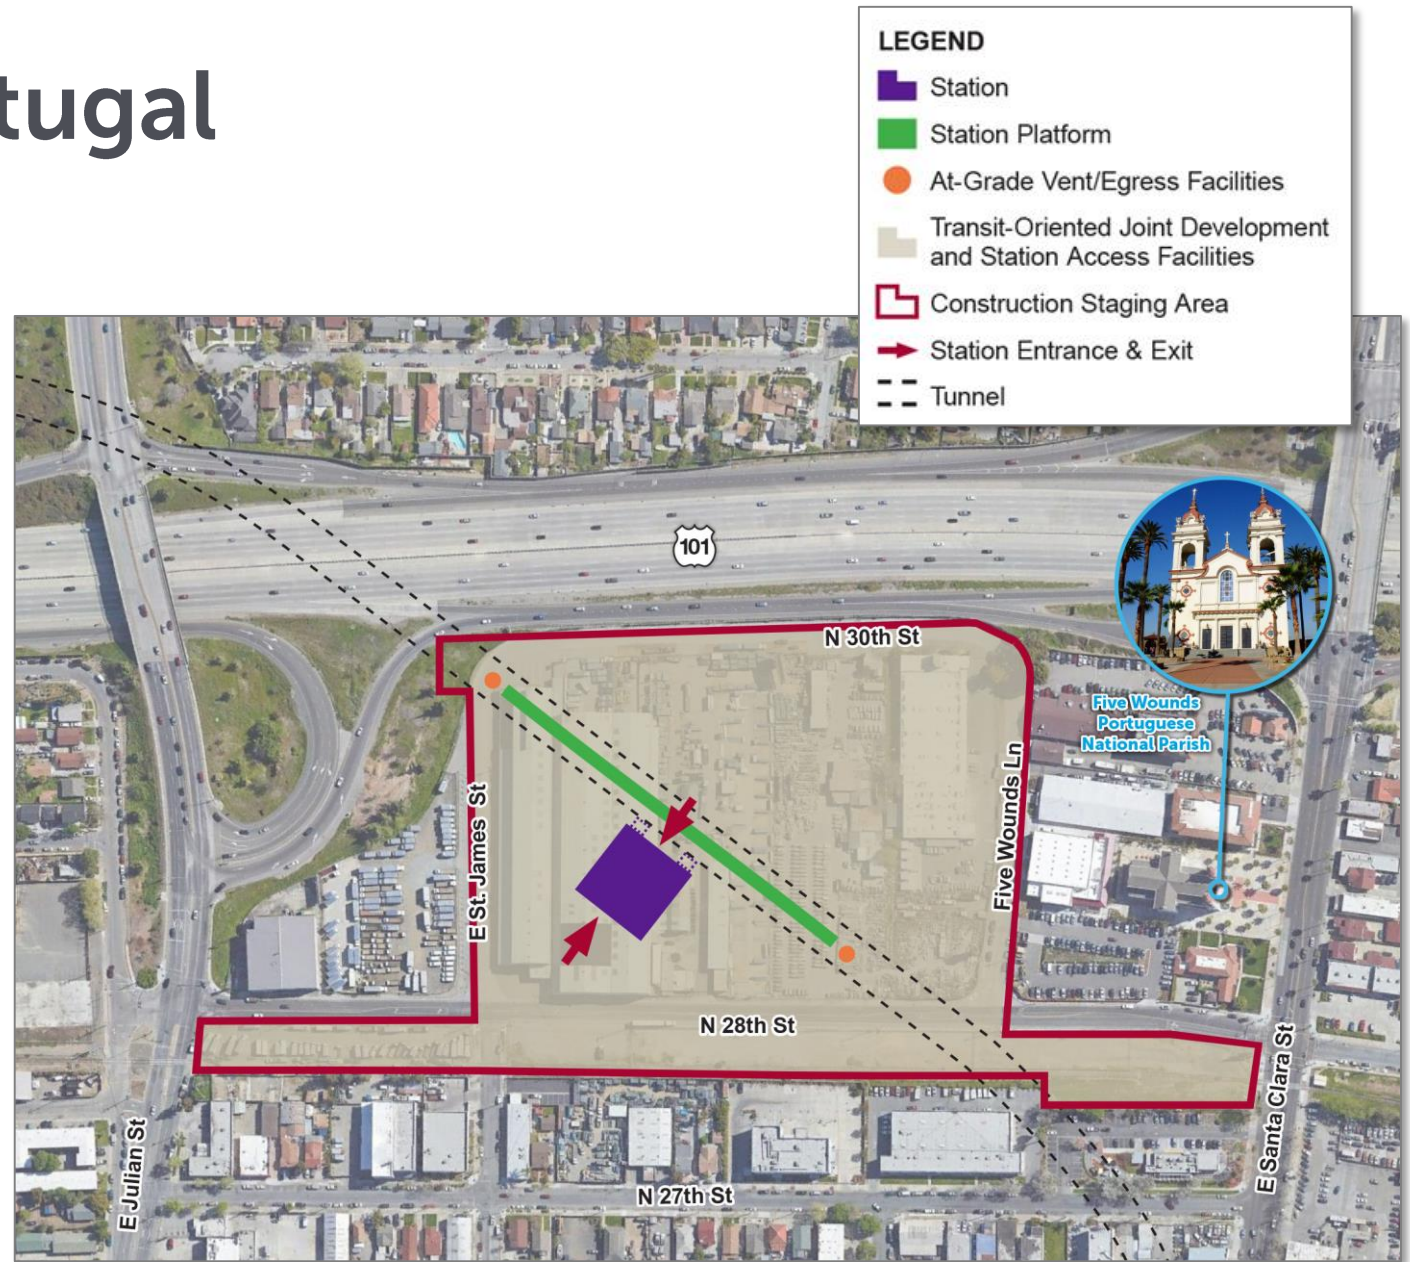 tugal
LEGEND
Station
Station Platform
At-Grade Vent/Egress Facilities
Transit-Oriented Joint Development
and Station Access Facilities
Construction Staging Area
Station Entrance & Exit
Tunnel
101
N 30th St
Five Wounds
Portuguese
National Parish
Five Wounds Ln
E St. James St
N 28th St
E Santa Clara St
E Julian St
N 27th St